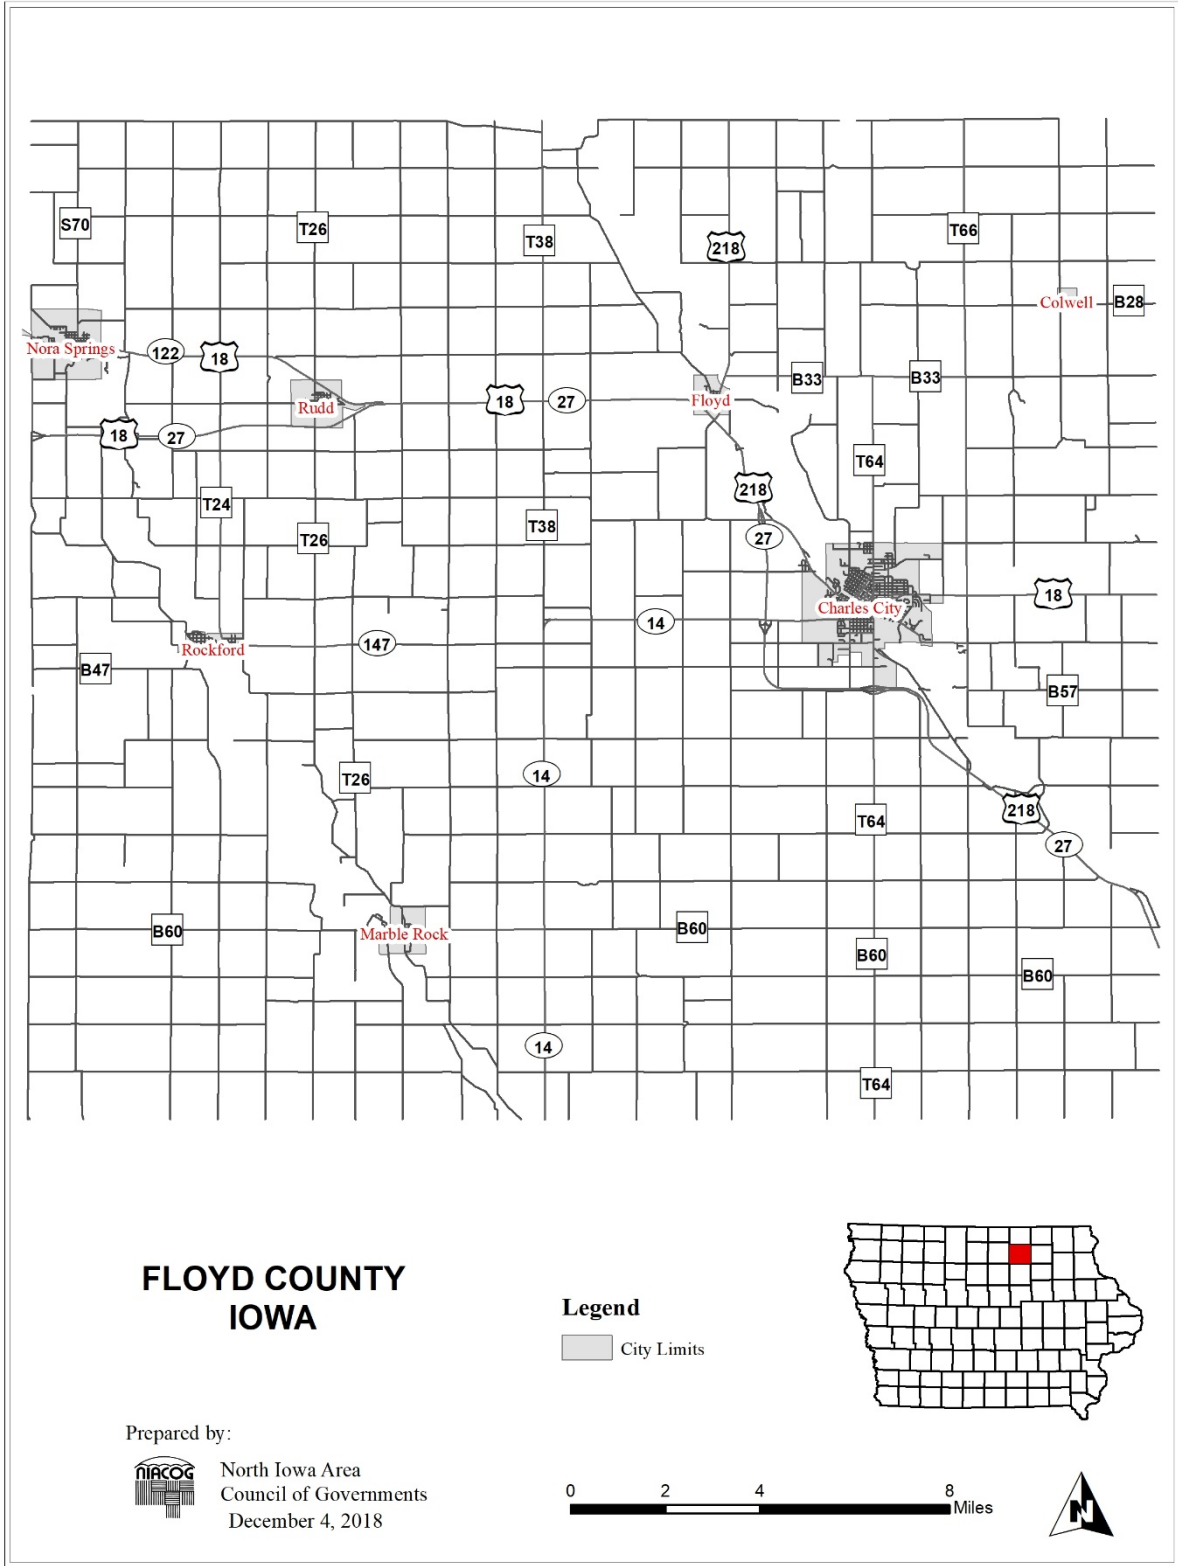 S70
T26
T38
218
T66
Colwell
B28
Nora Springs
122
18
B33
B33
Rudd
18
27
Floyd
18
27
T64
218
T24
T38
T26
27
18
Charles City
14
147
Rockford
B47
B57
14
T26
218
T64
27
B60
B60
Marble Rock
B60
B60
14
T64
FLOYD COUNTY
IOWA
Legend
City Limits
Prepared by:
NIACOG
North Iowa Area
Council of Governments
December 4, 2018
0 2 4 8
Miles
N